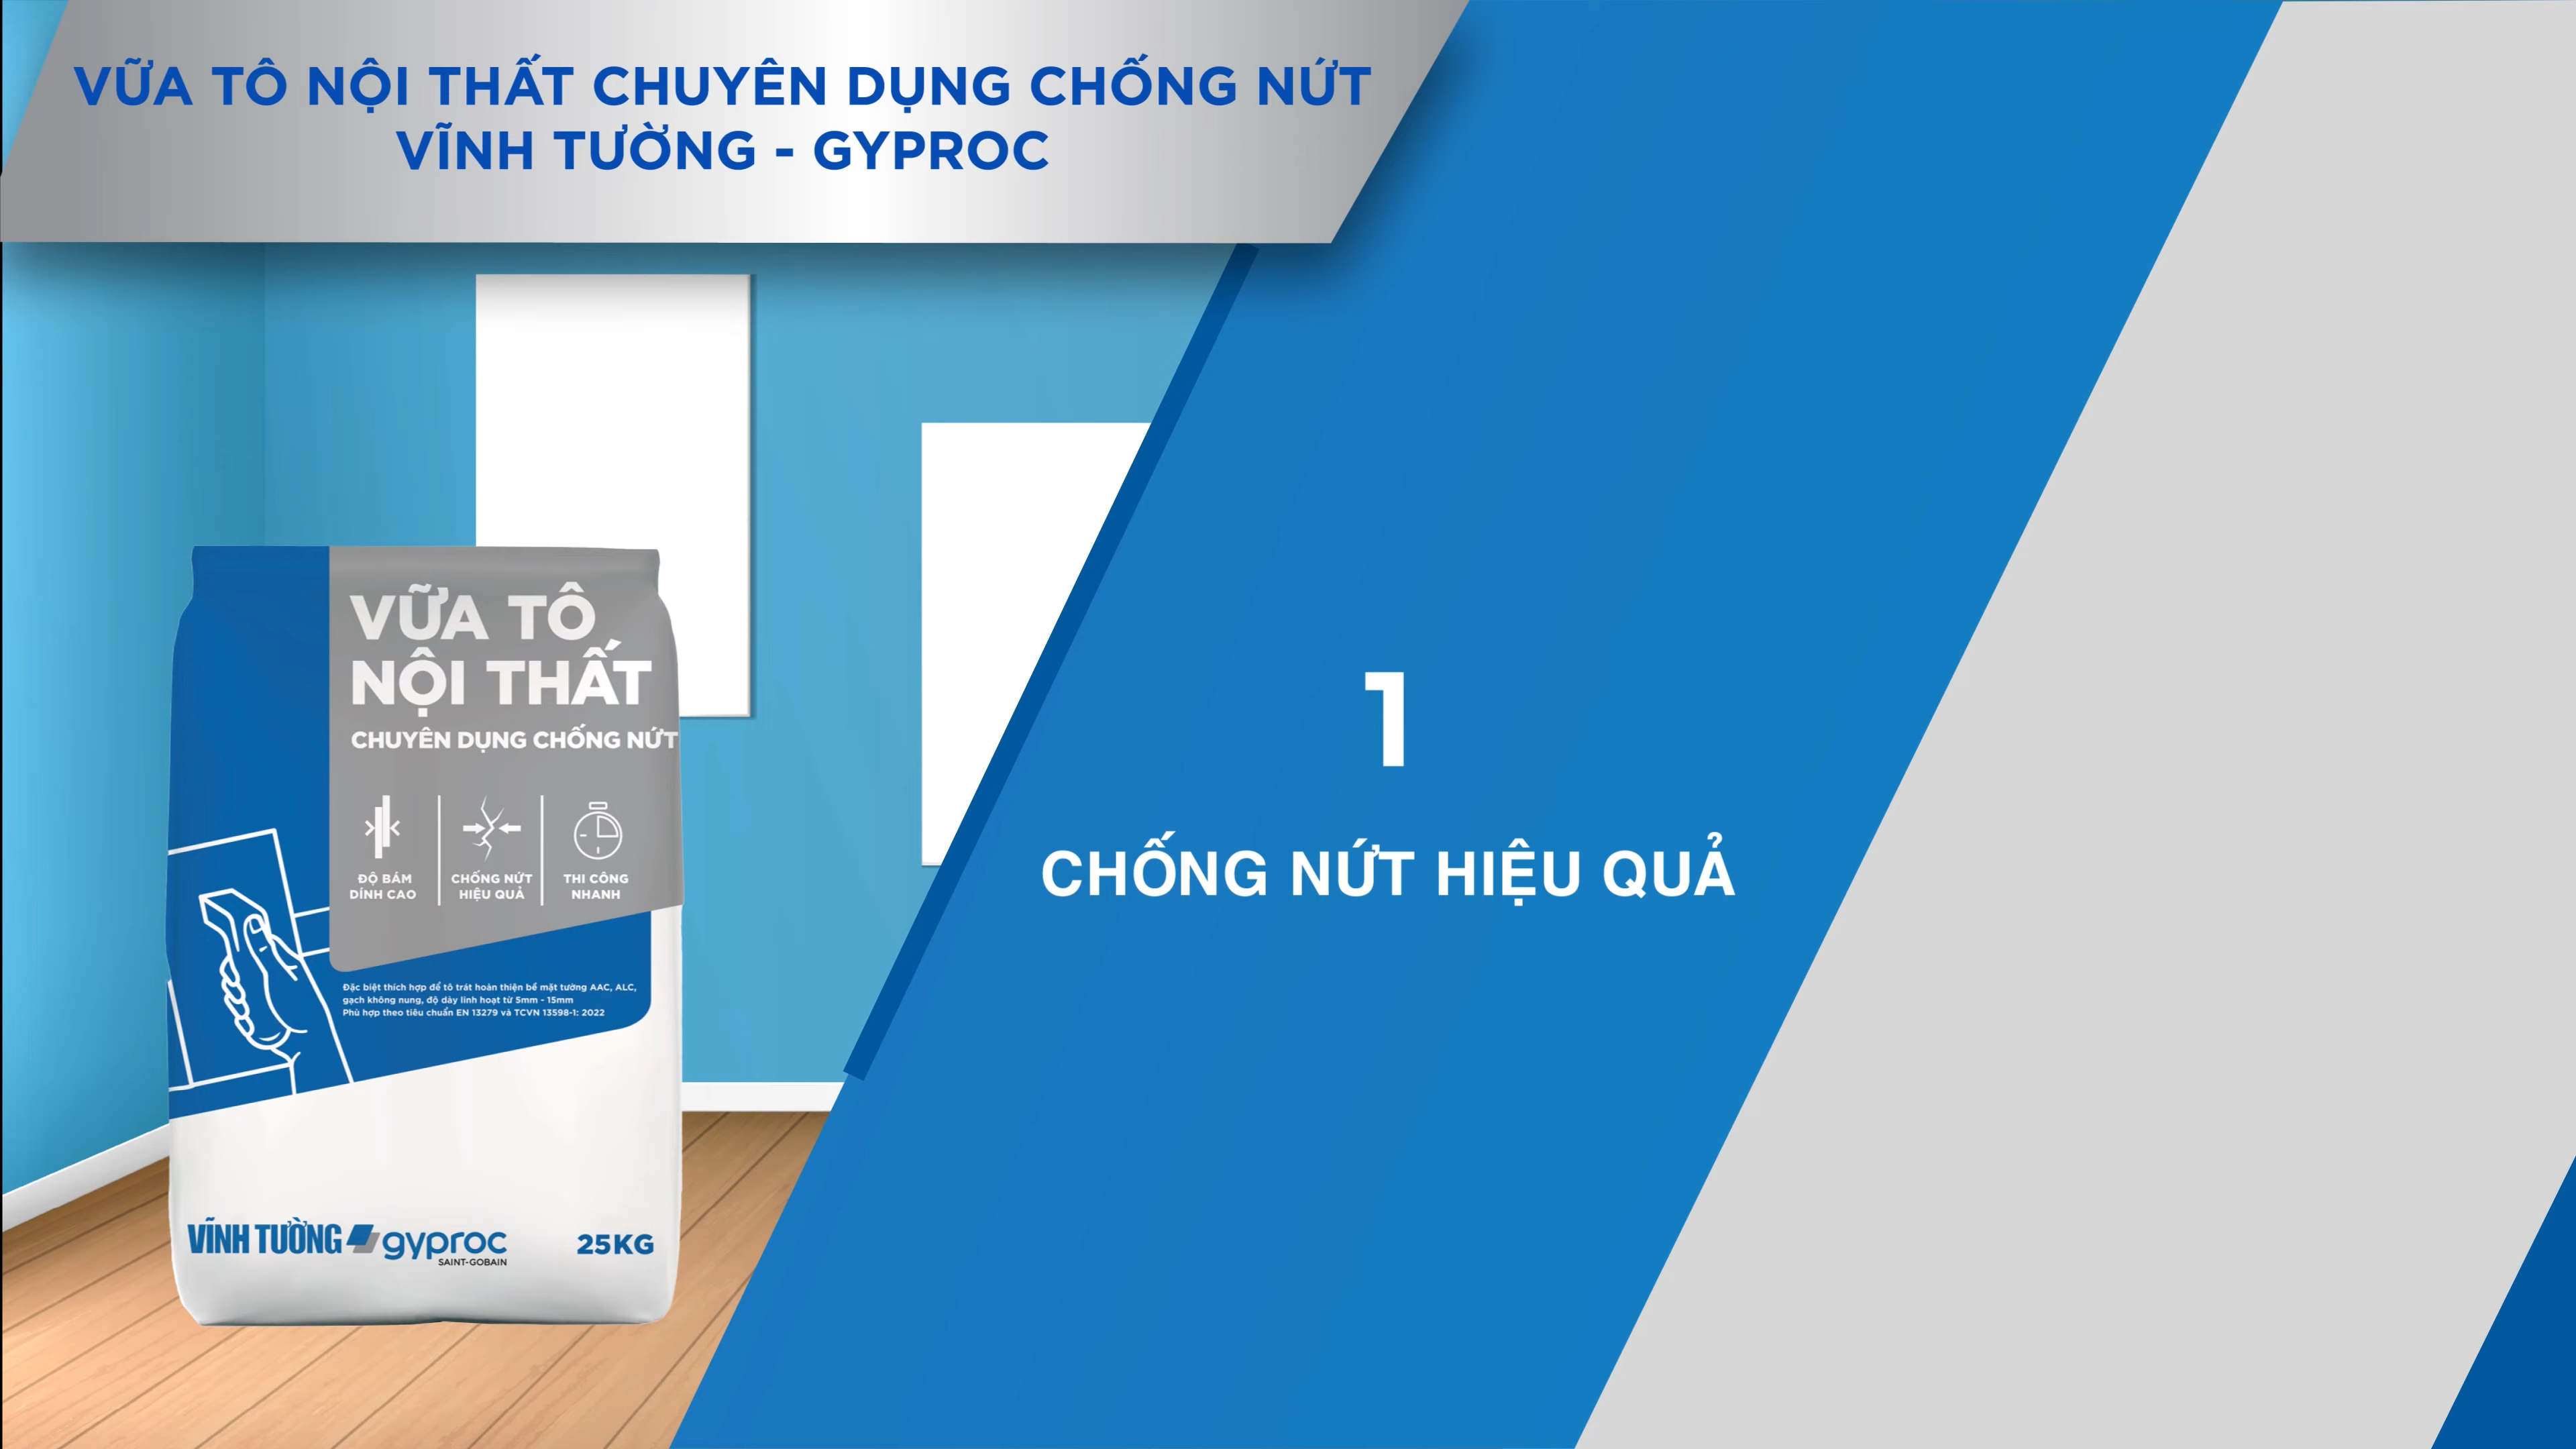 VỮA TÔ NỘI THẤT CHUYÊN DỤNG CHỐNG NỨT
VĨNH TƯỜNG - GYPROC
VỮA TÔ
NỘI THẤT
CHUYÊN DỤNG CHỐNG NỨT
ĐỘ BÁM
DÍNH CAO
CHỐNG NỨT
HIỆU QUẢ
THI CÔNG
NHANH
Đặc biệt thích hợp để tô trát hoàn thiện bề mặt tường AAC, ALC,
gạch không nung, độ dày linh hoạt từ 5mm - 15mm
Phù hợp theo tiêu chuẩn EN 13279 và TCVN 13598-1: 2022
VĨNH TƯỜNG gyproc
SAINT-GOBAIN
25KG
1
CHỐNG NỨT HIỆU QUẢ